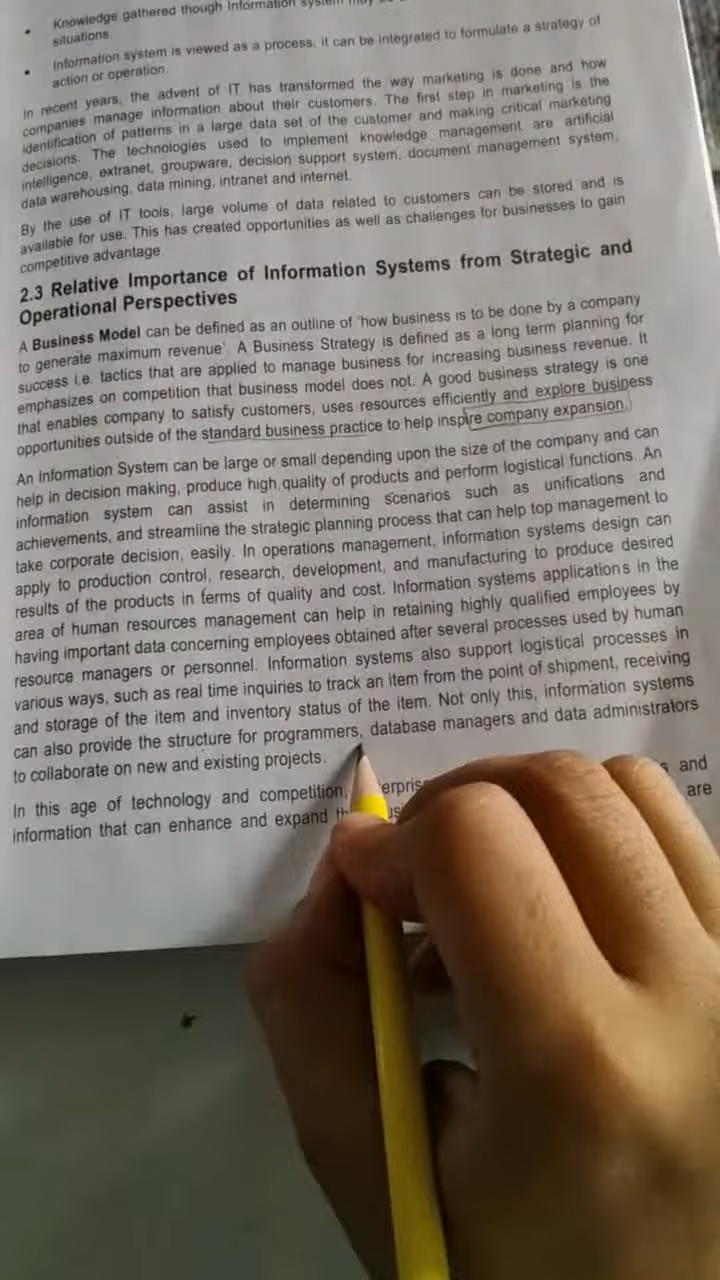 • Knowledge gathered though Information system may be
situations.
• Information system is viewed as a process, it can be integrated to formulate a strategy of
action or operation.
In recent years, the advent of IT has transformed the way marketing is done and how
companies manage information about their customers. The first step in marketing is the
identification of patterns in a large data set of the customer and making critical marketing
decisions. The technologies used to implement knowledge management are artificial
intelligence, extranet, groupware, decision support system, document management system,
data warehousing, data mining, intranet and internet.
By the use of IT tools, large volume of data related to customers can be stored and is
available for use. This has created opportunities as well as challenges for businesses to gain
competitive advantage.
2.3 Relative Importance of Information Systems from Strategic and
Operational Perspectives
A Business Model can be defined as an outline of 'how business is to be done by a company
to generate maximum revenue'. A Business Strategy is defined as a long term planning for
success i.e. tactics that are applied to manage business for increasing business revenue. It
emphasizes on competition that business model does not. A good business strategy is one
that enables company to satisfy customers, uses resources efficiently and explore business
opportunities outside of the standard business practice to help inspire company expansion.
An Information System can be large or small depending upon the size of the company and can
help in decision making, produce high quality of products and perform logistical functions. An
information system can assist in determining scenarios such as unifications and
achievements, and streamline the strategic planning process that can help top management to
take corporate decision, easily. In operations management, information systems design can
apply to production control, research, development, and manufacturing to produce desired
results of the products in terms of quality and cost. Information systems applications in the
area of human resources management can help in retaining highly qualified employees by
having important data concerning employees obtained after several processes used by human
resource managers or personnel. Information systems also support logistical processes in
various ways, such as real time inquiries to track an item from the point of shipment, receiving
and storage of the item and inventory status of the item. Not only this, information systems
can also provide the structure for programmers, database managers and data administrators
to collaborate on new and existing projects.
In this age of technology and competition, and
information that can enhance and expand are